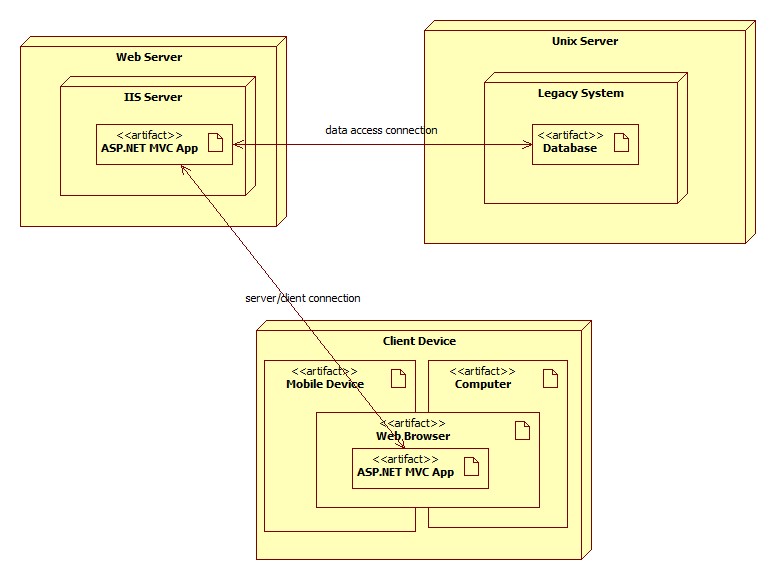 Web Server
IIS Server
<<artifact>>
ASP.NET MVC App
data access connection
Unix Server
Legacy System
<<artifact>>
Database
server/client connection
Client Device
<<artifact>>
Mobile Device
<<artifact>>
Computer
<<artifact>>
Web Browser
<<artifact>>
ASP.NET MVC App